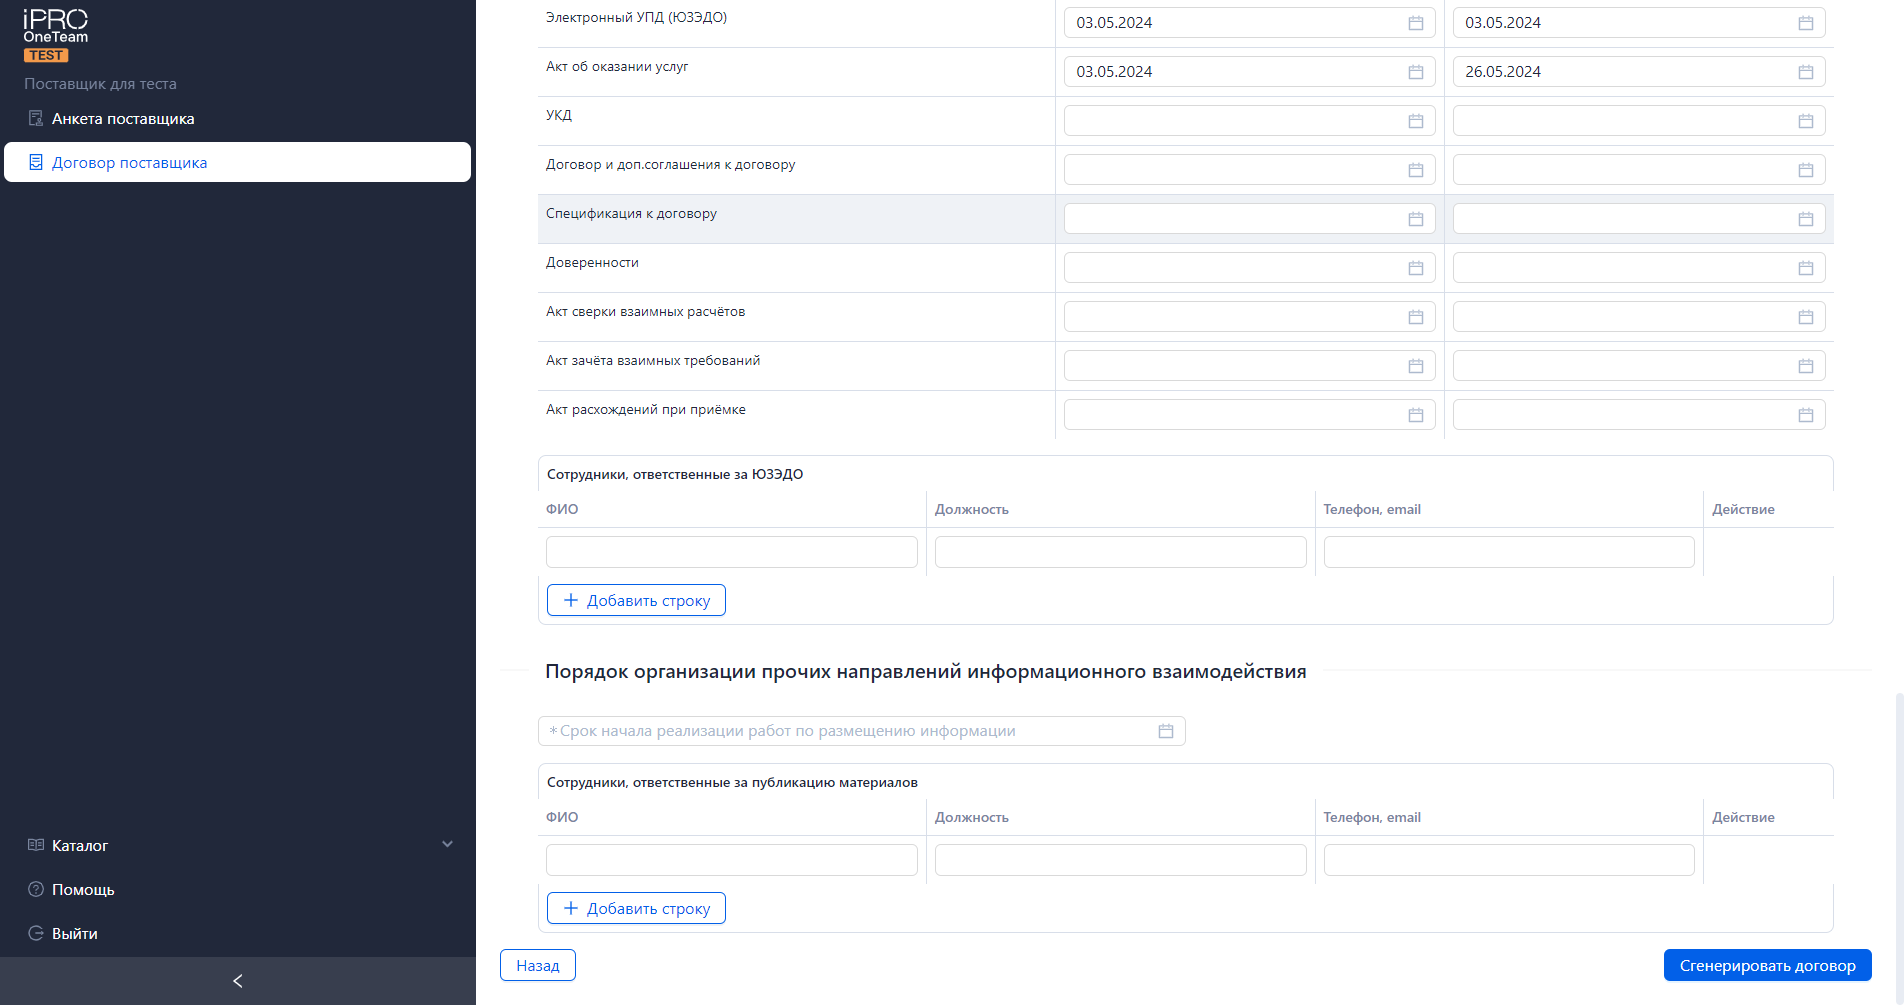 iPRO
OneTeam
TEST
Поставщик для теста
Анкета поставщика
Договор поставщика
Каталог
Помощь
Выйти
Электронный УПД (ЮЗЭДО) 03.05.2024 03.05.2024
Акт об оказании услуг 03.05.2024 26.05.2024
УКД
Договор и доп.соглашения к договору
Спецификация к договору
Доверенности
Акт сверки взаимных расчётов
Акт зачёта взаимных требований
Акт расхождений при приёмке
Сотрудники, ответственные за ЮЗЭДО
ФИО Должность Телефон, email Действие
Добавить строку
Порядок организации прочих направлений информационного взаимодействия
* Срок начала реализации работ по размещению информации
Сотрудники, ответственные за публикацию материалов
ФИО Должность Телефон, email Действие
Добавить строку
Назад Сгенерировать договор